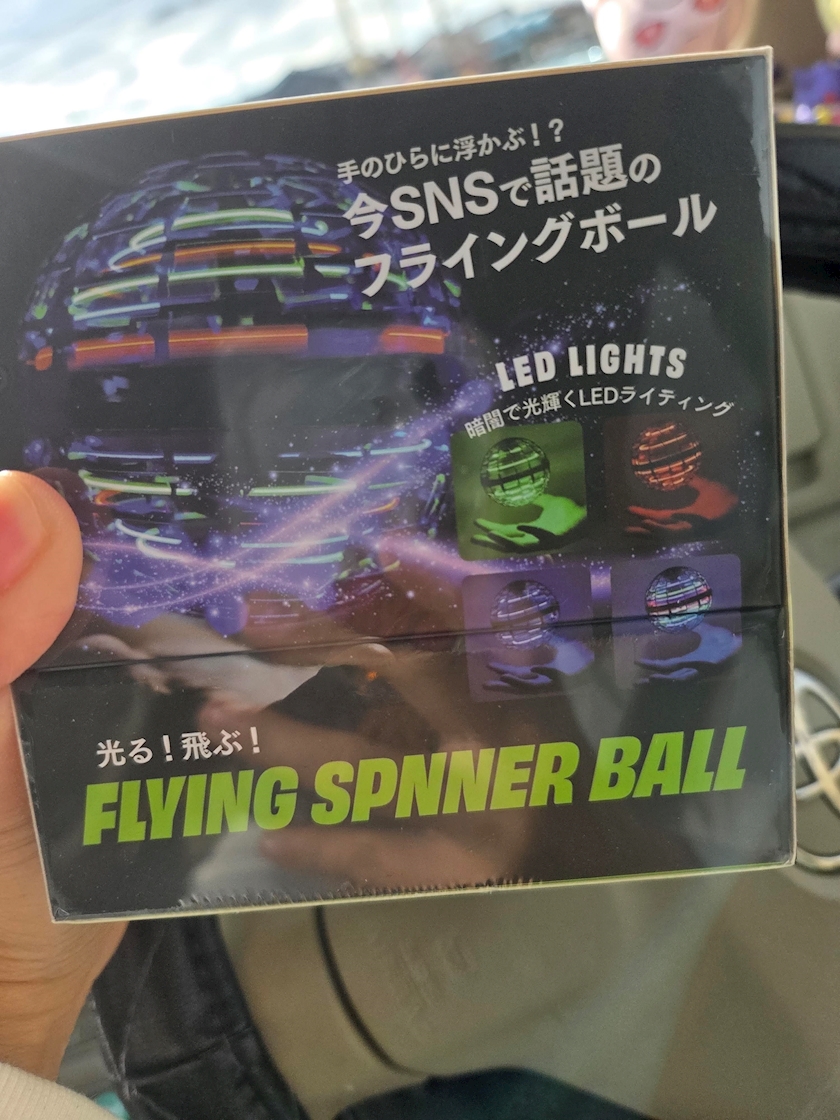 手のひらに浮かぶ！？
今SNSで話題の
フライングボール
LED LIGHTS
暗闇で光輝くLEDライティング
光る！飛ぶ！
FLYING SPNNER BALL